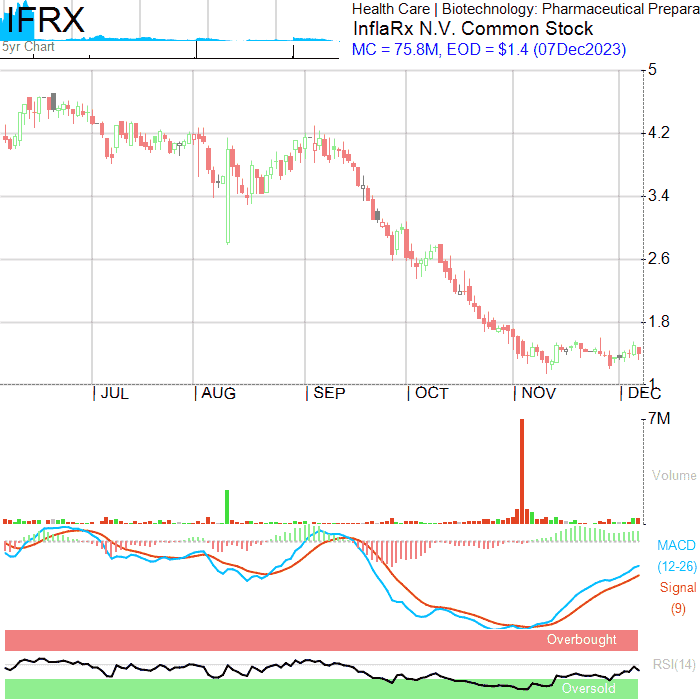 IFRX
5yr Chart
Health Care | Biotechnology: Pharmaceutical Prepara
InflaRx N.V. Common Stock
MC = 75.8M, EOD = $1.4 (07Dec2023)
5
4.2
3.4
2.6
1.8
1
JUL
AUG
SEP
OCT
NOV
DEC
7M
Volume
MACD
(12-26)
Signal
(9)
Overbought
RSI(14)
Oversold